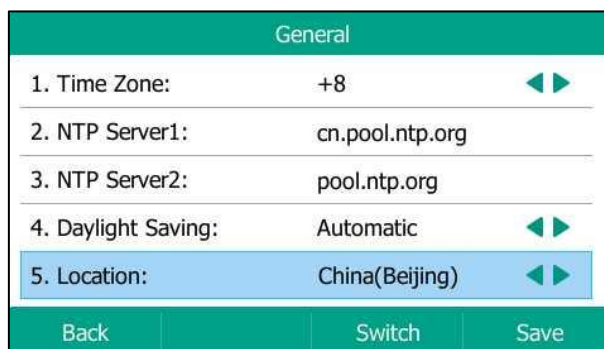 General
1. Time Zone: +8
2. NTP Server1: cn.pool.ntp.org
3. NTP Server2: pool.ntp.org
4. Daylight Saving: Automatic
5. Location: China(Beijing)
Back Switch Save